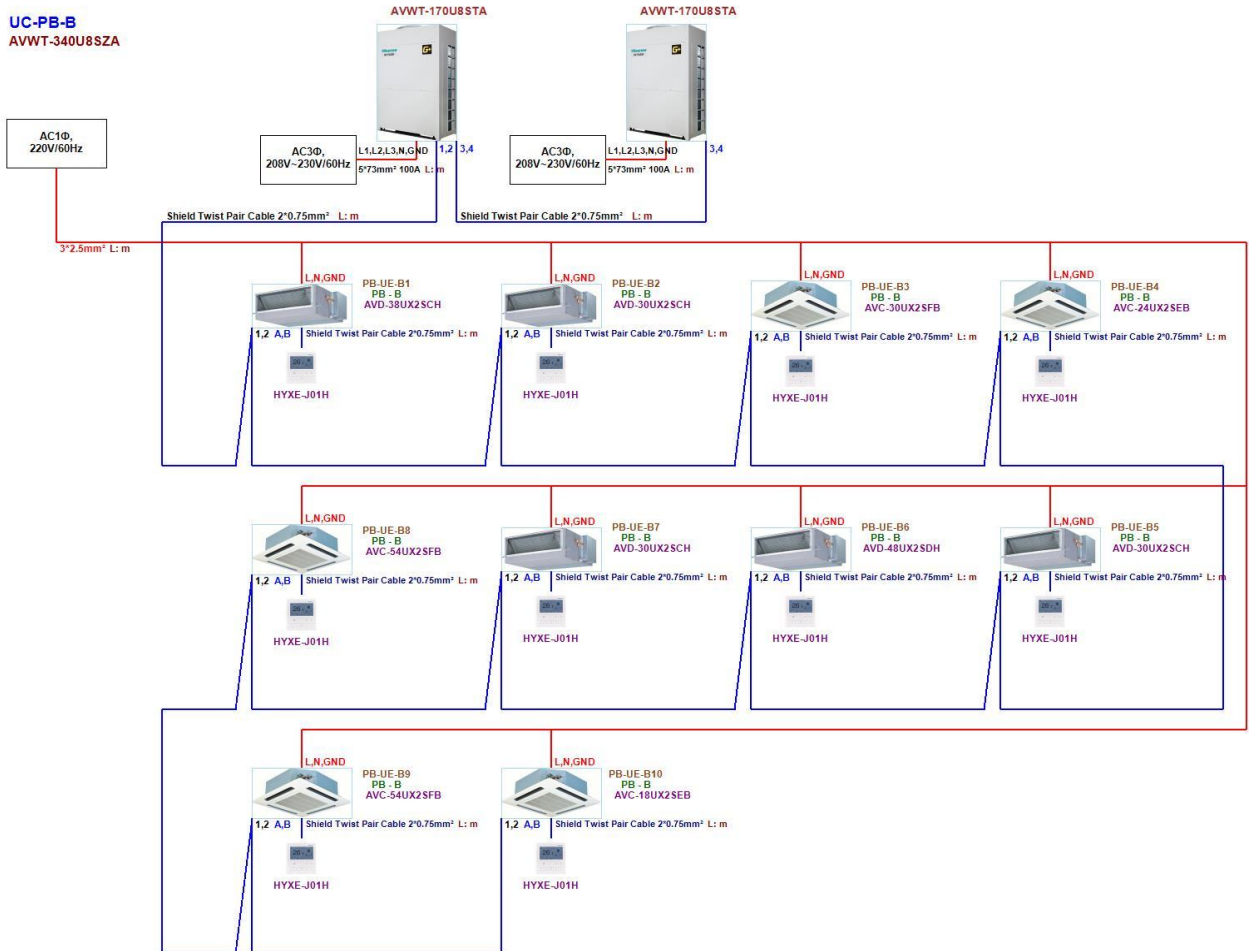 UC-PB-B
AVWT-340U8SZA
AVWT-170U8STA
AVWT-170U8STA
AC1Φ,
220V/60Hz
AC3Φ,
208V~230V/60Hz
L1,L2,L3,N,GND
1,2
3,4
5*73mm² 100A L: m
AC3Φ,
208V~230V/60Hz
L1,L2,L3,N,GND
3,4
5*73mm² 100A L: m
Shield Twist Pair Cable 2*0.75mm² L: m
Shield Twist Pair Cable 2*0.75mm² L: m
3*2.5mm² L: m
L,N,GND
PB-UE-B1
PB - B
AVD-38UX2SCH
1,2 A,B Shield Twist Pair Cable 2*0.75mm² L: m
HYXE-J01H
L,N,GND
PB-UE-B2
PB - B
AVD-30UX2SCH
1,2 A,B Shield Twist Pair Cable 2*0.75mm² L: m
HYXE-J01H
L,N,GND
PB-UE-B3
PB - B
AVC-30UX2SFB
1,2 A,B Shield Twist Pair Cable 2*0.75mm² L: m
HYXE-J01H
L,N,GND
PB-UE-B4
PB - B
AVC-24UX2SEB
1,2 A,B Shield Twist Pair Cable 2*0.75mm² L: m
HYXE-J01H
L,N,GND
PB-UE-B8
PB - B
AVC-54UX2SFB
1,2 A,B Shield Twist Pair Cable 2*0.75mm² L: m
HYXE-J01H
L,N,GND
PB-UE-B7
PB - B
AVD-30UX2SCH
1,2 A,B Shield Twist Pair Cable 2*0.75mm² L: m
HYXE-J01H
L,N,GND
PB-UE-B6
PB - B
AVD-48UX2SDH
1,2 A,B Shield Twist Pair Cable 2*0.75mm² L: m
HYXE-J01H
L,N,GND
PB-UE-B5
PB - B
AVD-30UX2SCH
1,2 A,B Shield Twist Pair Cable 2*0.75mm² L: m
HYXE-J01H
L,N,GND
PB-UE-B9
PB - B
AVC-54UX2SFB
1,2 A,B Shield Twist Pair Cable 2*0.75mm² L: m
HYXE-J01H
L,N,GND
PB-UE-B10
PB - B
AVC-18UX2SEB
1,2 A,B Shield Twist Pair Cable 2*0.75mm² L: m
HYXE-J01H